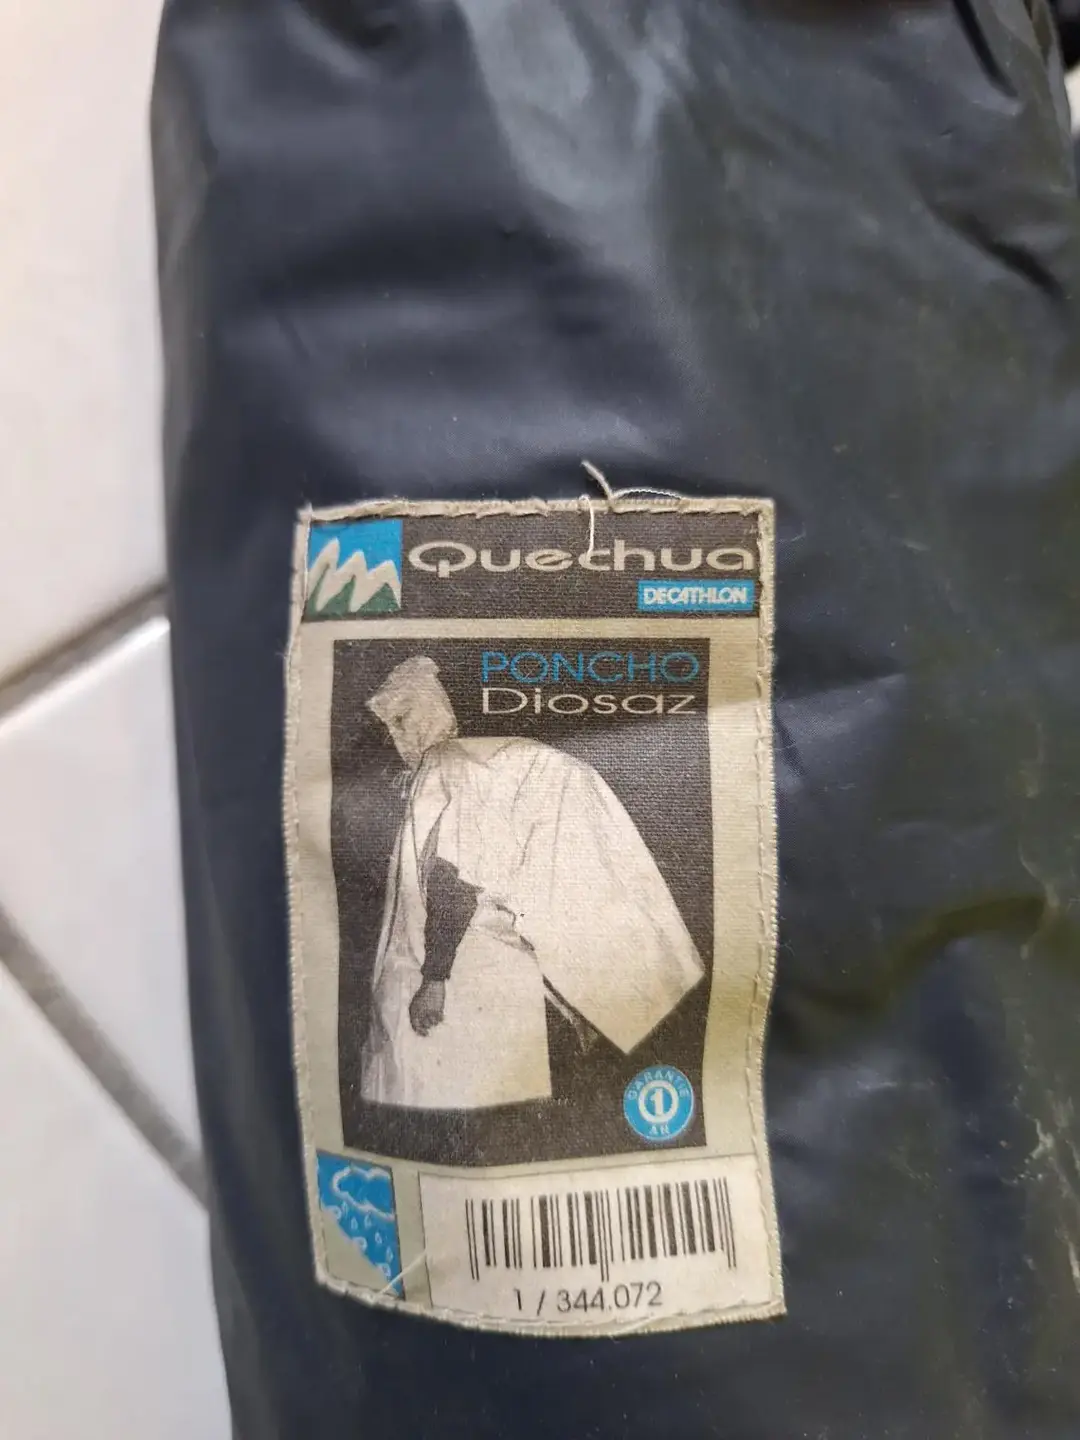 Quechua
DECATHLON
PONCHO
Diosaz
GARANTIE
1
AN
1 / 344.072